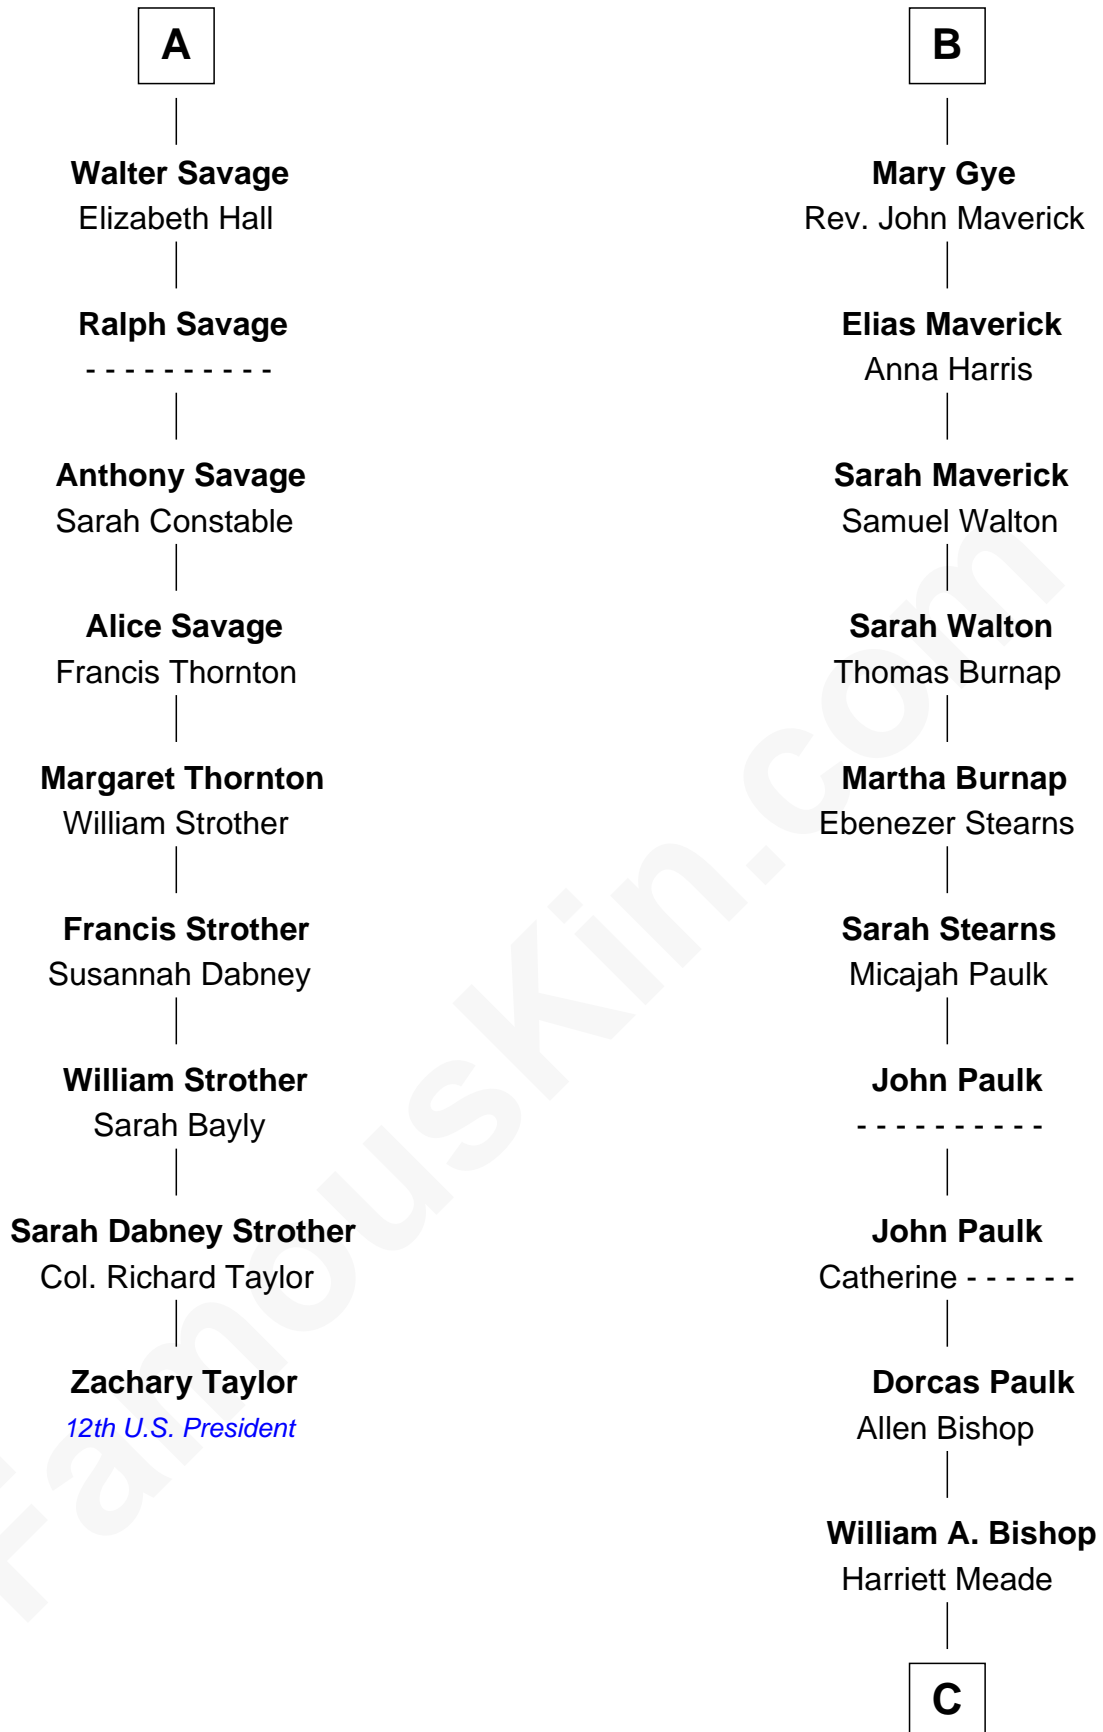 A
Walter Savage
Elizabeth Hall
Ralph Savage
- - - - - - - - - -
Anthony Savage
Sarah Constable
Alice Savage
Francis Thornton
Margaret Thornton
William Strother
Francis Strother
Susannah Dabney
William Strother
Sarah Bayly
Sarah Dabney Strother
Col. Richard Taylor
Zachary Taylor
12th U.S. President
B
Mary Gye
Rev. John Maverick
Elias Maverick
Anna Harris
Sarah Maverick
Samuel Walton
Sarah Walton
Thomas Burnap
Martha Burnap
Ebenezer Stearns
Sarah Stearns
Micajah Paulk
John Paulk
- - - - - - - - - -
John Paulk
Catherine - - - - - -
Dorcas Paulk
Allen Bishop
William A. Bishop
Harriett Meade
C
FamousKin.com